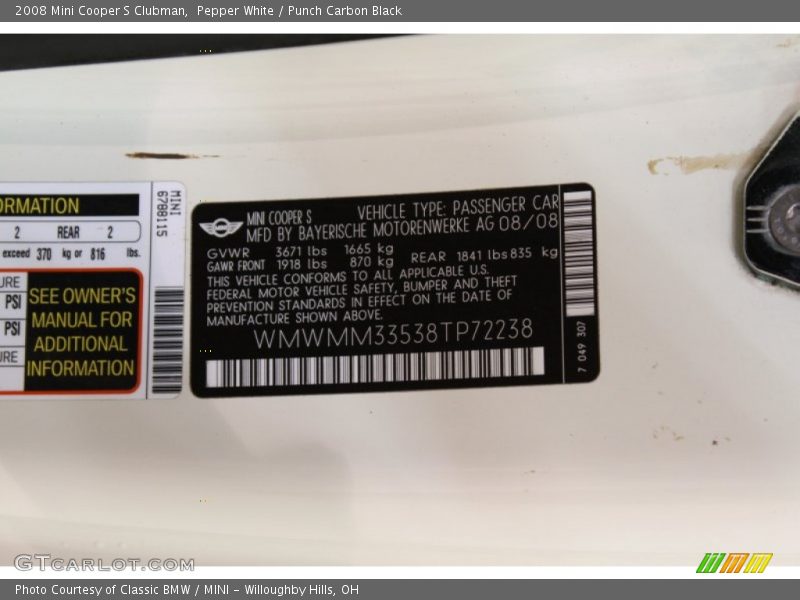 2008 Mini Cooper S Clubman, Pepper White / Punch Carbon Black
ORMATION
2 REAR 2
exceed 370 kg or 816 lbs.
URE
PSI
PSI
URE
SEE OWNER'S
MANUAL FOR
ADDITIONAL
INFORMATION
MINI
6788115
MINI COOPER S VEHICLE TYPE: PASSENGER CAR
MFD BY BAYERISCHE MOTORENWERKE AG 08/08
GVWR 3671 lbs 1665 kg
GAWR FRONT 1918 lbs 870 kg REAR 1841 lbs 835 kg
THIS VEHICLE CONFORMS TO ALL APPLICABLE U.S.
FEDERAL MOTOR VEHICLE SAFETY, BUMPER AND THEFT
PREVENTION STANDARDS IN EFFECT ON THE DATE OF
MANUFACTURE SHOWN ABOVE.
WMWMM33538TP72238
7 049 307
GTCARLOT.COM
Photo Courtesy of Classic BMW / MINI - Willoughby Hills, OH